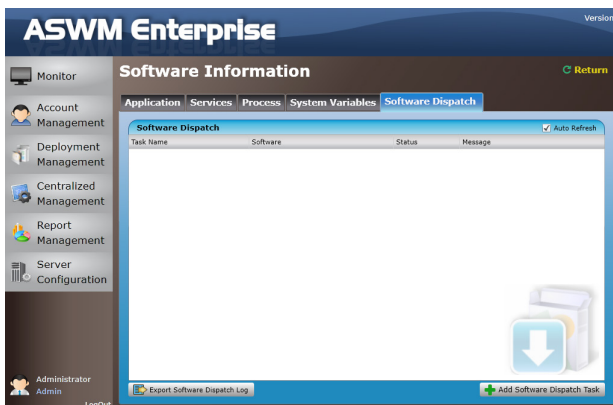 ASWM Enterprise
Version
Monitor
Account
Management
Deployment
Management
Centralized
Management
Report
Management
Server
Configuration
Administrator
Admin
LogOut
Software Information
Return
Application Services Process System Variables Software Dispatch
Software Dispatch
Auto Refresh
Task Name Software Status Message
Export Software Dispatch Log
Add Software Dispatch Task